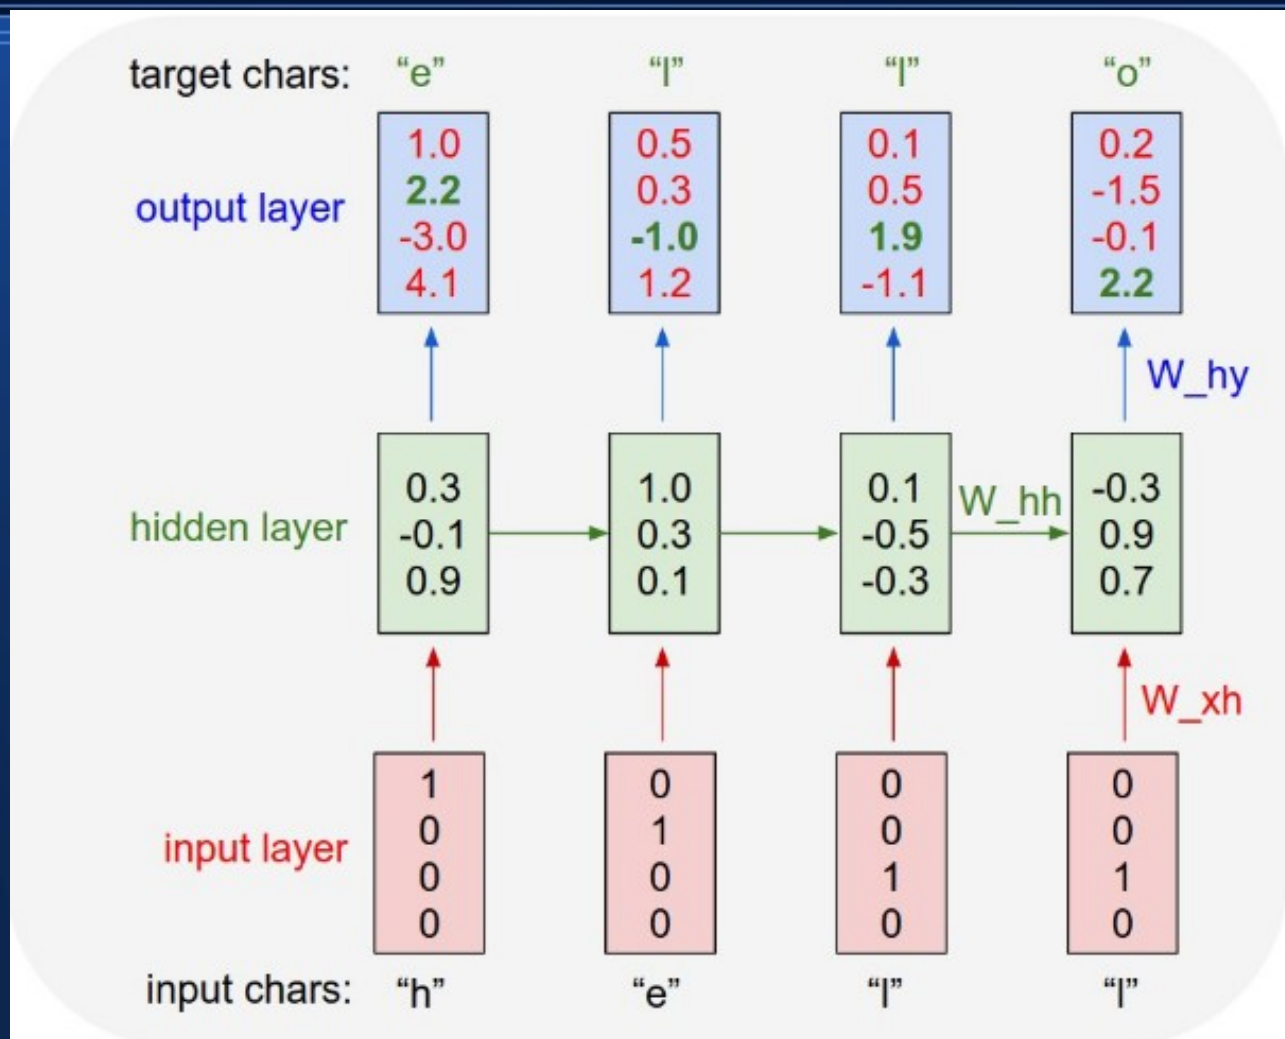 target chars: “e” “l” “l” “o”
output layer
1.0 0.5 0.1 0.2
2.2 0.3 0.5 -1.5
-3.0 -1.0 1.9 -0.1
4.1 1.2 -1.1 2.2
W_hy
hidden layer
0.3 1.0 0.1 -0.3
-0.1 0.3 -0.5 0.9
0.9 0.1 -0.3 0.7
W_hh
W_xh
input layer
1 0 0 0
0 1 0 0
0 0 1 1
0 0 0 0
input chars: “h” “e” “l” “l”